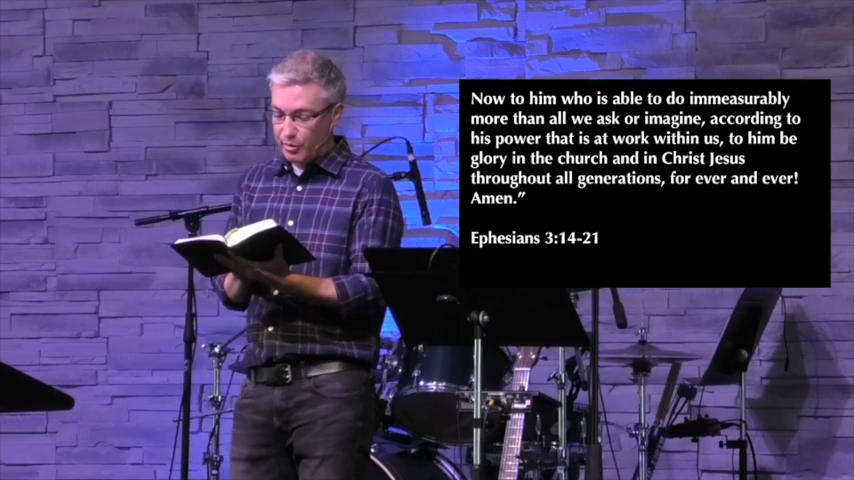 Now to him who is able to do immeasurably
more than all we ask or imagine, according to
his power that is at work within us, to him be
glory in the church and in Christ Jesus
throughout all generations, for ever and ever!
Amen.”
Ephesians 3:14-21